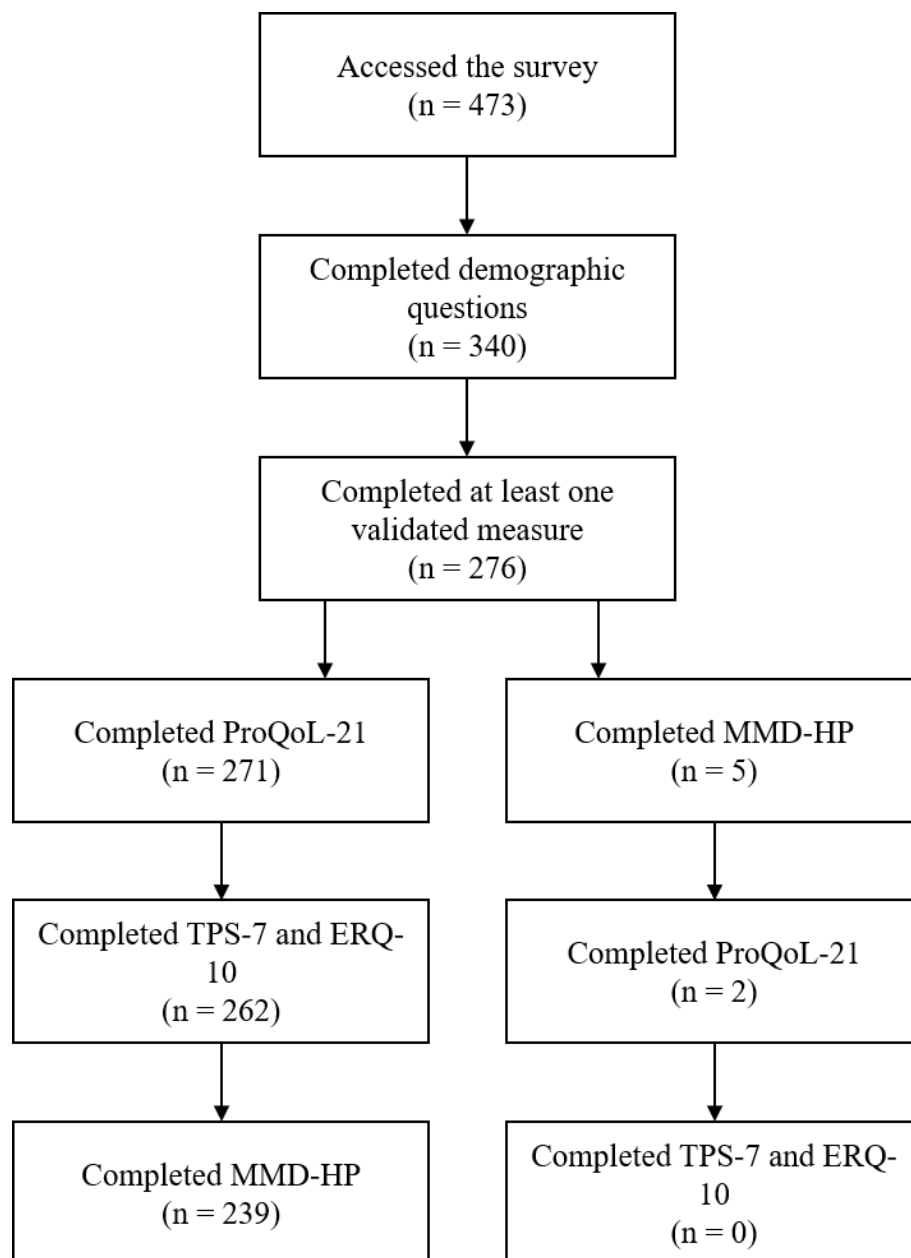 Accessed the survey
(n = 473)
Completed demographic
questions
(n = 340)
Completed at least one
validated measure
(n = 276)
Completed ProQoL-21
(n = 271)
Completed MMD-HP
(n = 5)
Completed TPS-7 and ERQ-
10
(n = 262)
Completed ProQoL-21
(n = 2)
Completed MMD-HP
(n = 239)
Completed TPS-7 and ERQ-
10
(n = 0)